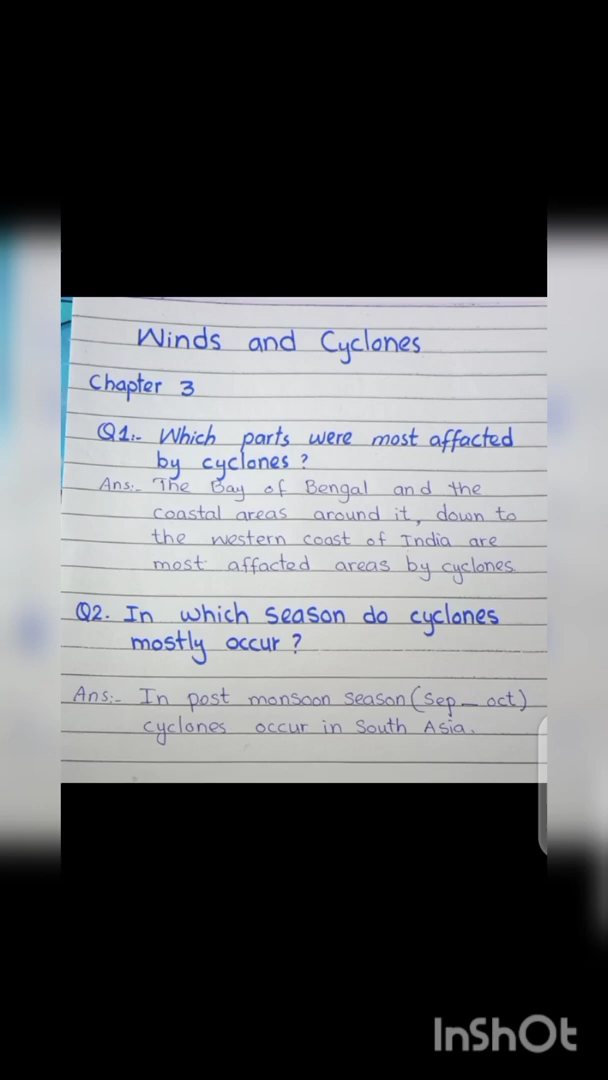 Winds and Cyclones
Chapter 3
Q1:- Which parts were most affacted
by cyclones ?
Ans:- The Bay of Bengal and the
coastal areas around it, down to
the western coast of India are
most affacted areas by cyclones
Q2. In which season do cyclones
mostly occur ?
Ans:- In post monsoon season (sep - oct)
cyclones occur in South Asia.
InShOt